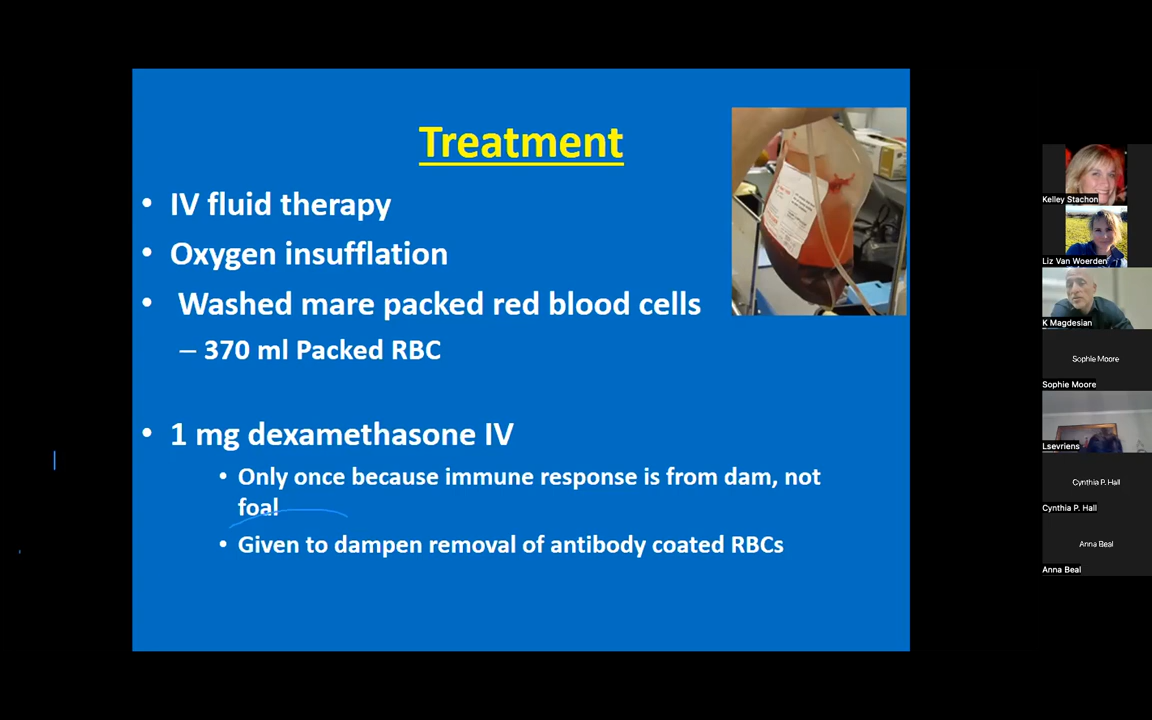 Treatment
• IV fluid therapy
• Oxygen insufflation
• Washed mare packed red blood cells
– 370 ml Packed RBC
• 1 mg dexamethasone IV
• Only once because immune response is from dam, not
foal
• Given to dampen removal of antibody coated RBCs
Kelley Stachon
Liz Van Woerden
K Magdesian
Sophie Moore
Sophie Moore
Lsevriens
Cynthia P. Hall
Cynthia P. Hall
Anna Beal
Anna Beal